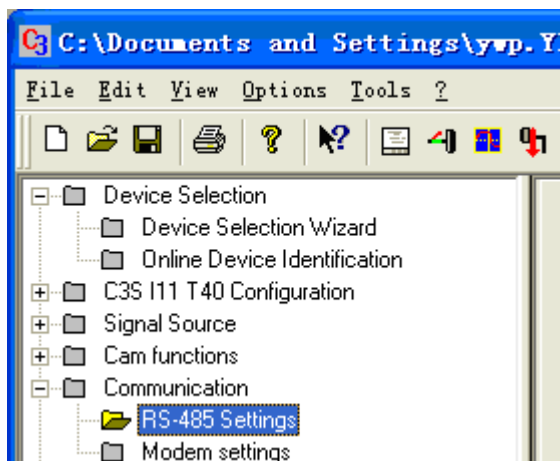 C3 C:\Documents and Settings\ywp.Y
File Edit View Options Tools ?
Device Selection
Device Selection Wizard
Online Device Identification
C3S I11 T40 Configuration
Signal Source
Cam functions
Communication
RS-485 Settings
Modem settings